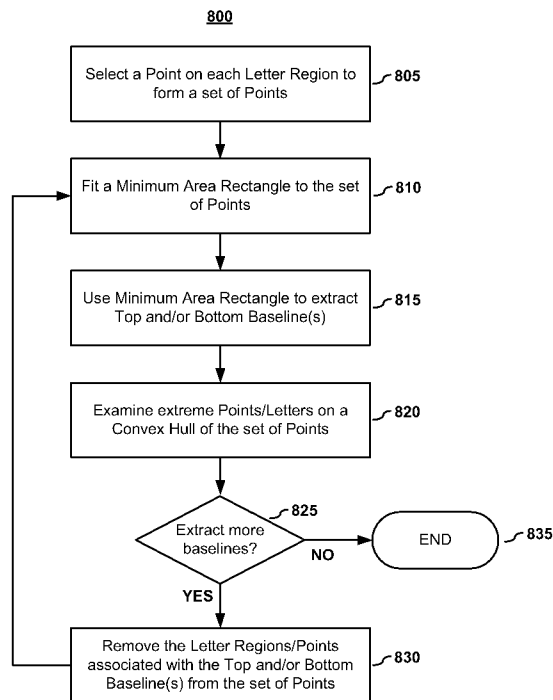 800
Select a Point on each Letter Region to
form a set of Points
805
Fit a Minimum Area Rectangle to the set
of Points
810
Use Minimum Area Rectangle to extract
Top and/or Bottom Baseline(s)
815
Examine extreme Points/Letters on a
Convex Hull of the set of Points
820
Extract more
baselines?
825
NO
END
835
YES
Remove the Letter Regions/Points
associated with the Top and/or Bottom
Baseline(s) from the set of Points
830